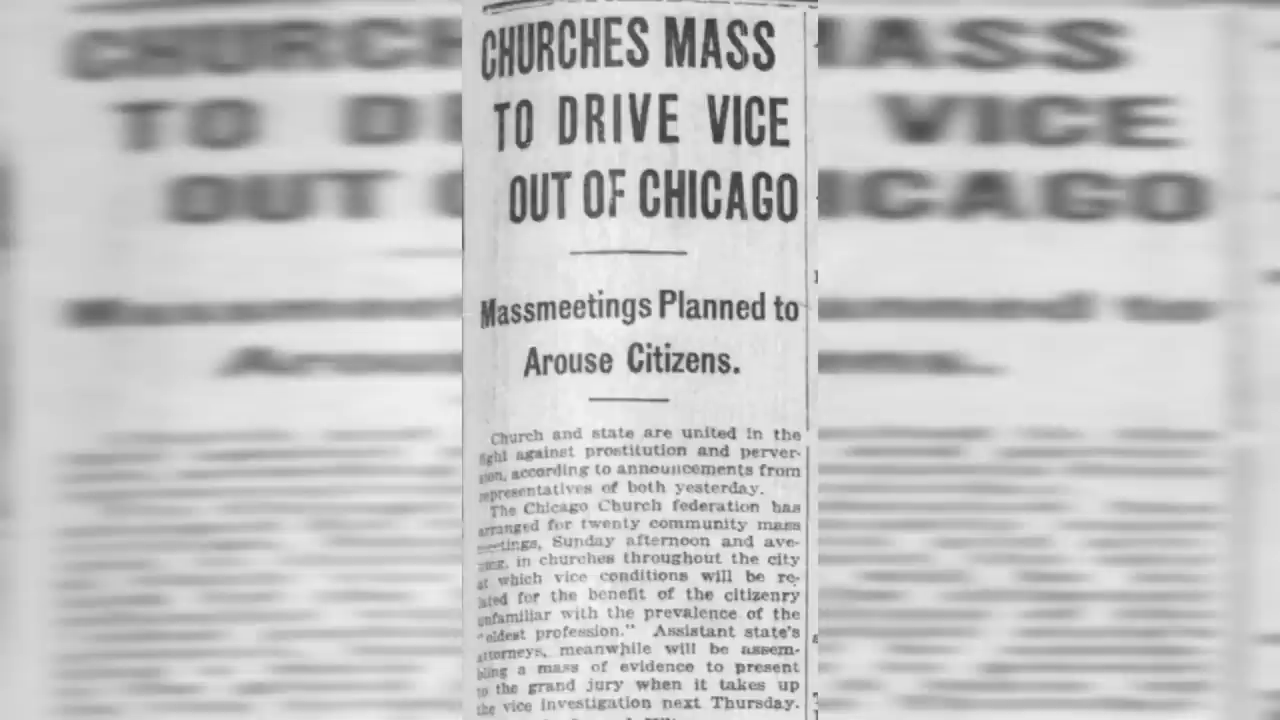 CHURCHES MASS
TO DRIVE VICE
OUT OF CHICAGO
Massmeetings Planned to
Arouse Citizens.
Church and state are united in the
fight against prostitution and perver-
sion, according to announcements from
representatives of both yesterday.
The Chicago Church federation has
arranged for twenty community mass
meetings, Sunday afternoon and eve-
ning, in churches throughout the city
at which vice conditions will be re-
lated for the benefit of the citizenry
unfamiliar with the prevalence of the
"oldest profession." Assistant state's
attorneys, meanwhile will be assem-
bling a mass of evidence to present
to the grand jury when it takes up
the vice investigation next Thursday.